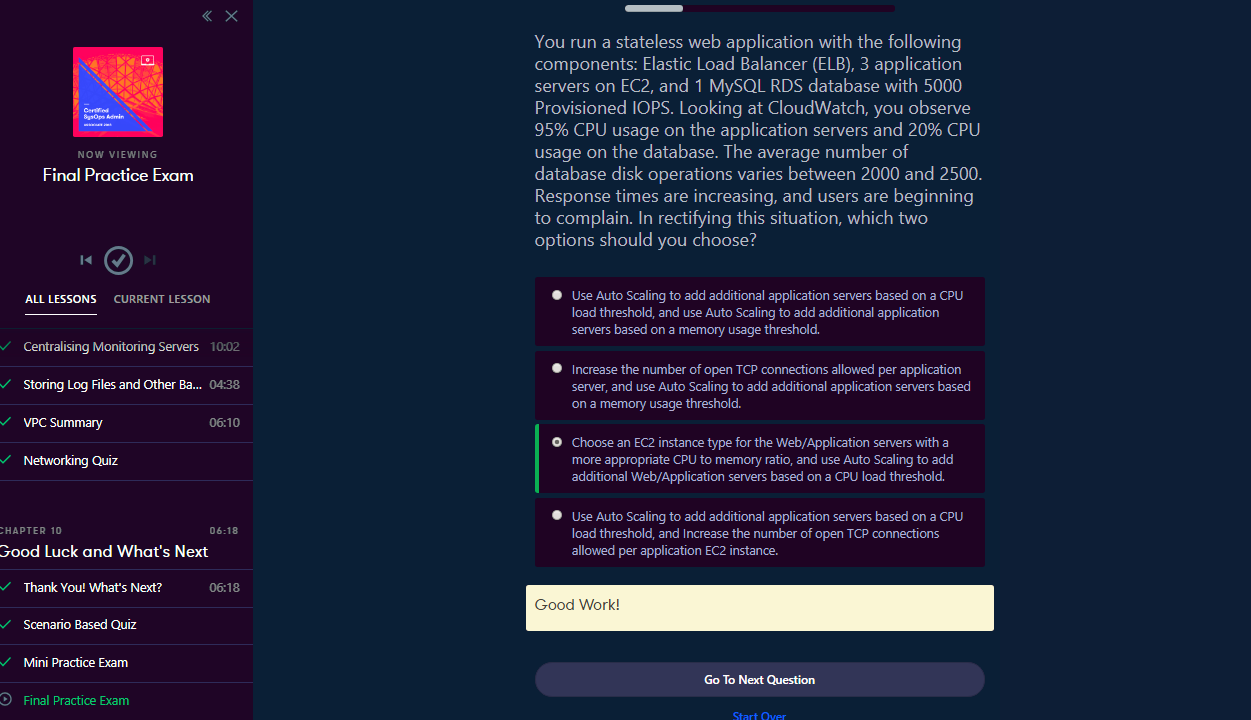 Certified
SysOps Admin
NOW VIEWING
Final Practice Exam
ALL LESSONS CURRENT LESSON
Centralising Monitoring Servers 10:02
Storing Log Files and Other Ba... 04:38
VPC Summary 06:10
Networking Quiz
CHAPTER 10 06:18
Good Luck and What's Next
Thank You! What's Next? 06:18
Scenario Based Quiz
Mini Practice Exam
Final Practice Exam
You run a stateless web application with the following
components: Elastic Load Balancer (ELB), 3 application
servers on EC2, and 1 MySQL RDS database with 5000
Provisioned IOPS. Looking at CloudWatch, you observe
95% CPU usage on the application servers and 20% CPU
usage on the database. The average number of
database disk operations varies between 2000 and 2500.
Response times are increasing, and users are beginning
to complain. In rectifying this situation, which two
options should you choose?
Use Auto Scaling to add additional application servers based on a CPU
load threshold, and use Auto Scaling to add additional application
servers based on a memory usage threshold.
Increase the number of open TCP connections allowed per application
server, and use Auto Scaling to add additional application servers based
on a memory usage threshold.
Choose an EC2 instance type for the Web/Application servers with a
more appropriate CPU to memory ratio, and use Auto Scaling to add
additional Web/Application servers based on a CPU load threshold.
Use Auto Scaling to add additional application servers based on a CPU
load threshold, and Increase the number of open TCP connections
allowed per application EC2 instance.
Good Work!
Go To Next Question
Start Over